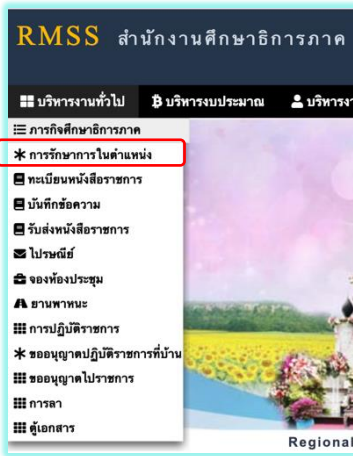 RMSS สำนักงานศึกษาธิการภาค
บริหารงานทั่วไป บริหารงบประมาณ บริหารงา
ภารกิจศึกษาธิการภาค
การรักษาการในตำแหน่ง
ทะเบียนหนังสือราชการ
บันทึกข้อความ
รับส่งหนังสือราชการ
ไปรษณีย์
จองห้องประชุม
ยานพาหนะ
การปฏิบัติราชการ
ขออนุญาตปฏิบัติราชการที่บ้าน
ขออนุญาตไปราชการ
การลา
ตู้เอกสาร
Regional